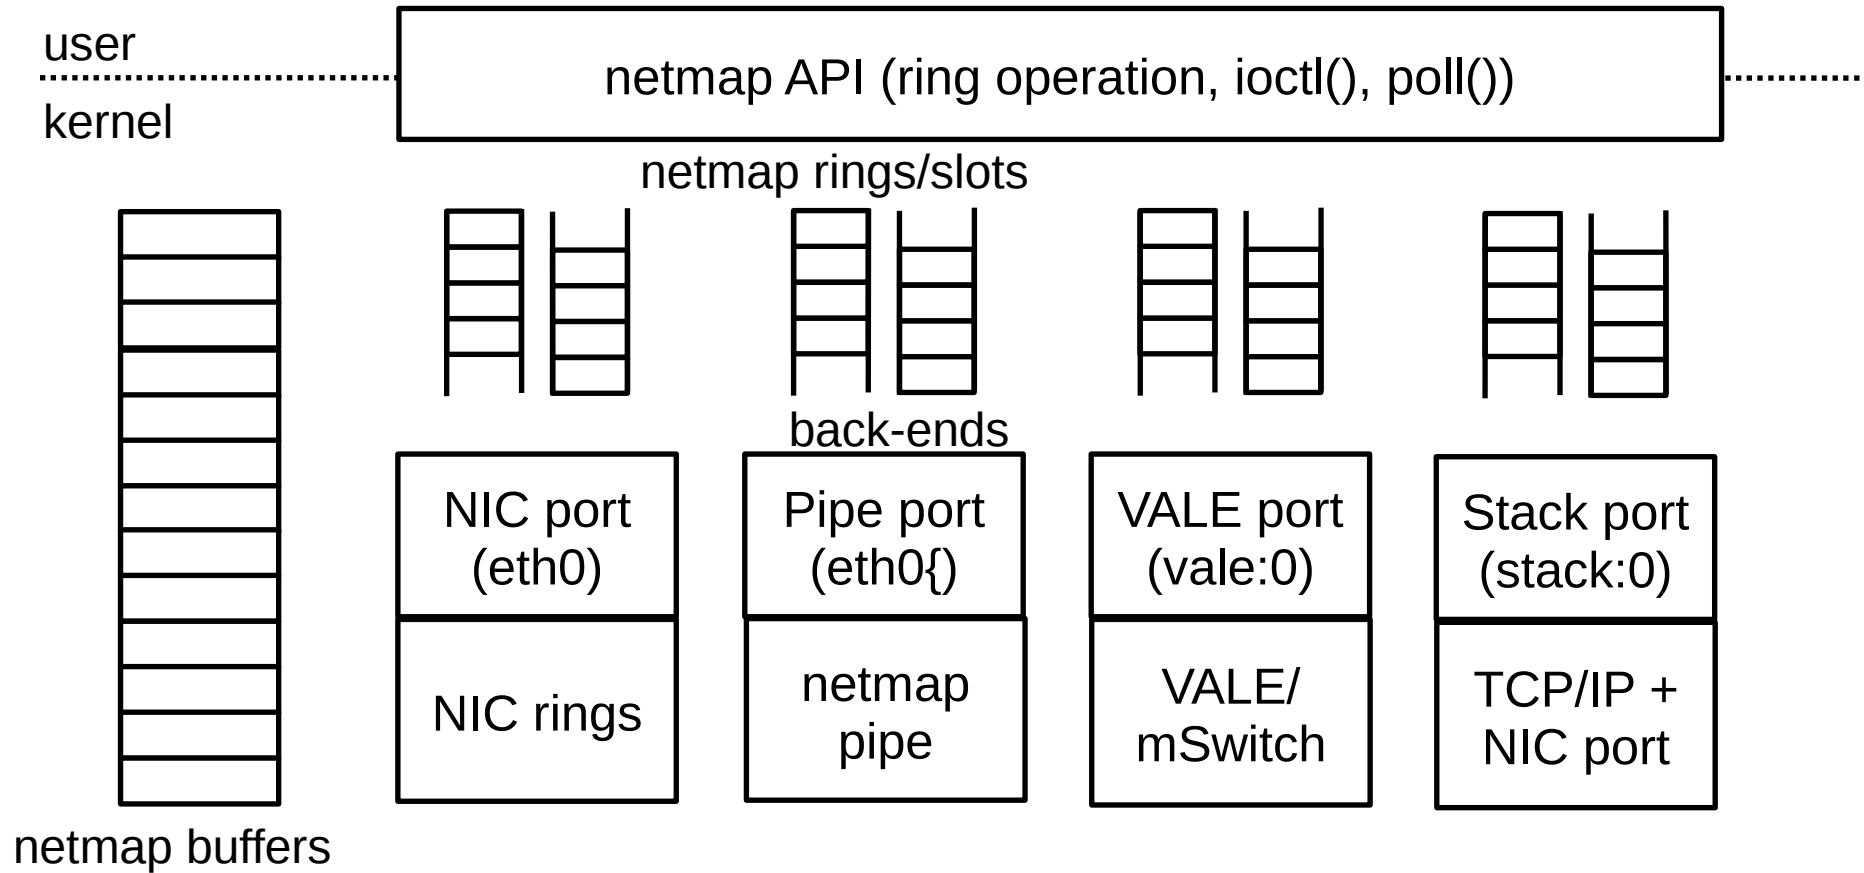 user
netmap API (ring operation, ioctl(), poll())
kernel
netmap rings/slots
back-ends
NIC port
(eth0)
NIC rings
Pipe port
(eth0{)
netmap
pipe
VALE port
(vale:0)
VALE/
mSwitch
Stack port
(stack:0)
TCP/IP +
NIC port
netmap buffers